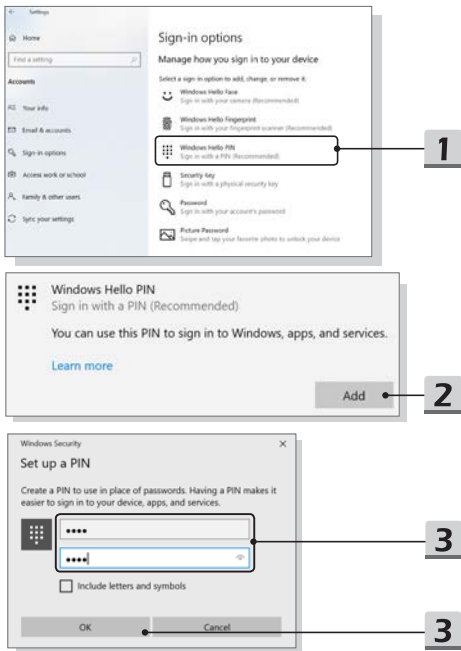 Settings
Home
Find a setting
Accounts
Your info
Email & accounts
Sign-in options
Access work or school
Family & other users
Sync your settings
Sign-in options
Manage how you sign in to your device
Select a sign in option to add, change, or remove it.
Windows Hello Face
Sign in with your camera (Recommended)
Windows Hello Fingerprint
Sign in with your fingerprint scanner (Recommended)
Windows Hello PIN
Sign in with a PIN (Recommended)
Security Key
Sign in with a physical security key
Password
Sign in with your account's password
Picture Password
Swipe and tap your favorite photo to unlock your device
1
Windows Hello PIN
Sign in with a PIN (Recommended)
You can use this PIN to sign in to Windows, apps, and services.
Learn more
Add
2
Windows Security
Set up a PIN
Create a PIN to use in place of passwords. Having a PIN makes it
easier to sign in to your device, apps, and services.
3
Include letters and symbols
OK
Cancel
3